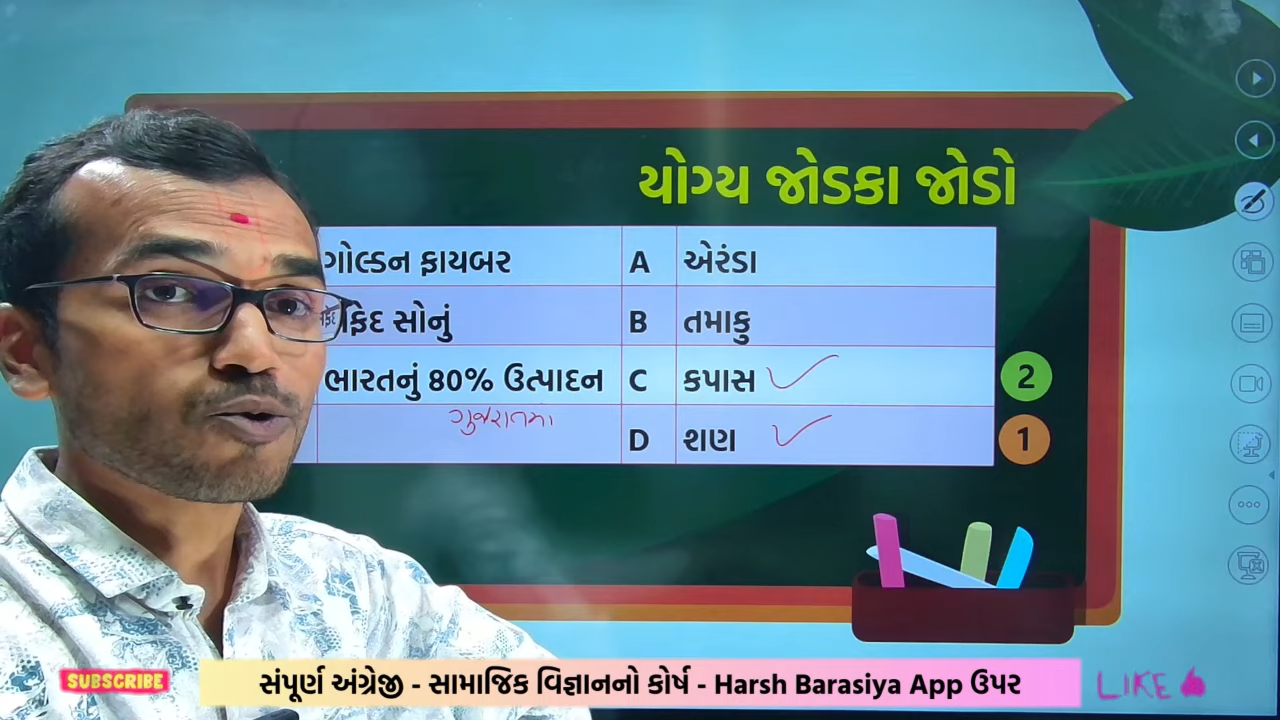 યોગ્ય જોડકા જોડો
ગોલ્ડન ફાયબર A એરંડા
સફેદ ફિદ સોનું B તમાકુ
ભારતનું 80% ઉત્પાદન C કપાસ 2
ગુજરાતમાં
D શણ 1
SUBSCRIBE
સંપૂર્ણ અંગ્રેજી - સામાજિક વિજ્ઞાનનો કોર્ષ - Harsh Barasiya App ઉપર
LIKE